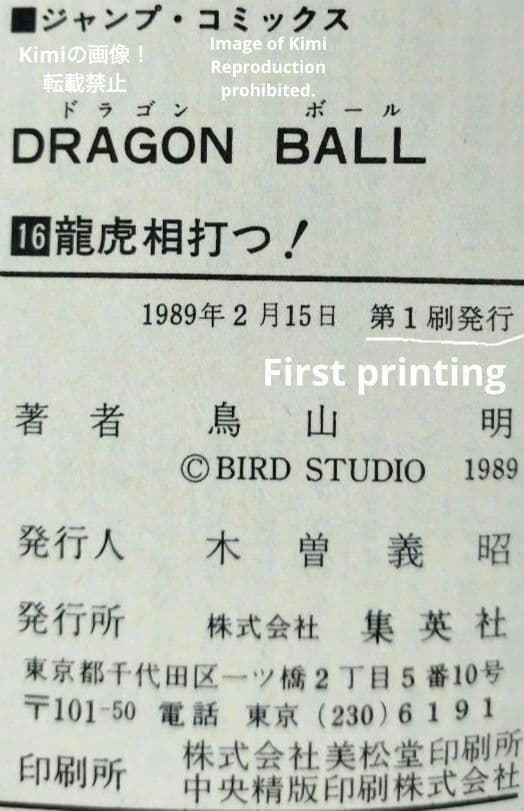 ■ジャンプ・コミックス
Kimiの画像！
転載禁止
Image of Kimi
Reproduction
prohibited.
ドラゴン ボール
DRAGON BALL
16 龍虎相打つ！
1989年2月15日 第1刷発行
First printing
著者 鳥山明
©BIRD STUDIO 1989
発行人 木曽義昭
発行所 株式会社 集英社
東京都千代田区一ツ橋2丁目5番10号
〒101-50 電話 東京（230）6191
印刷所 株式会社美松堂印刷所
中央精版印刷株式会社